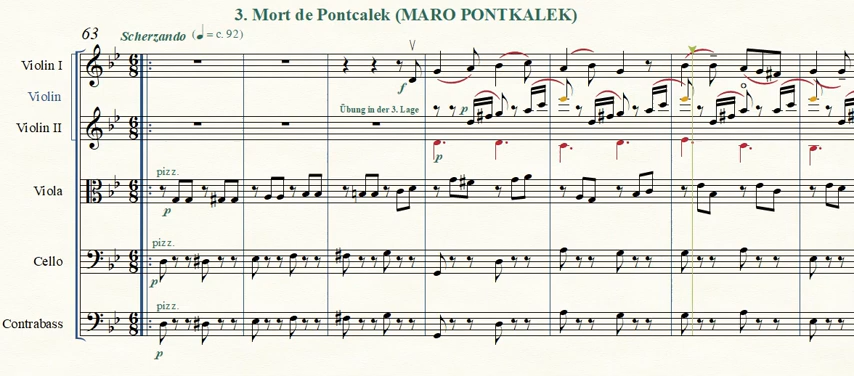 3. Mort de Pontcalek (MARO PONTKALEK)
63 Scherzando (♩ = c. 92)
Violin I
f
Violin
Übung in der 3. Lage
p
Violin II
p
pizz.
Viola
p
pizz.
Cello
p
pizz.
Contrabass
p